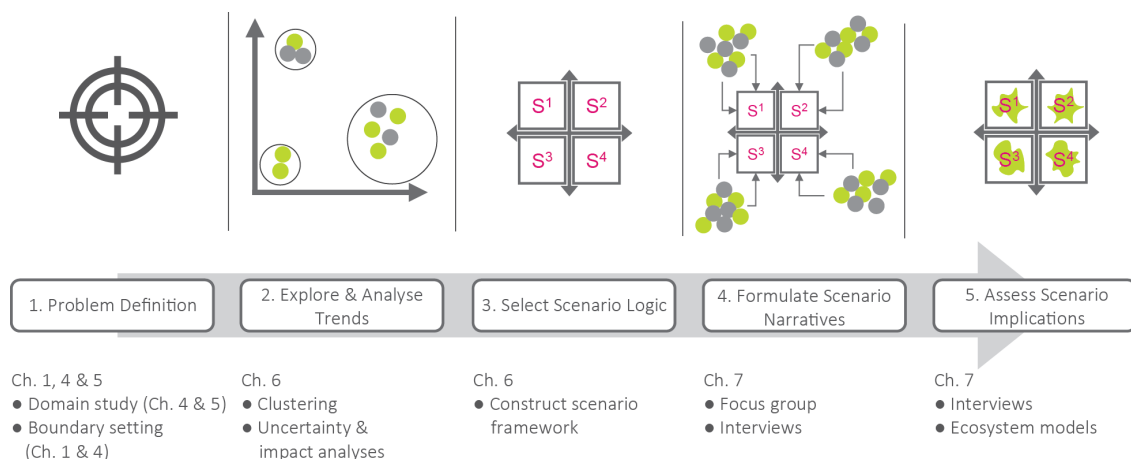 S¹ S²
S³ S⁴
S¹ S²
S³ S⁴
S¹ S²
S³ S⁴
1. Problem Definition
2. Explore & Analyse
Trends
3. Select Scenario Logic
4. Formulate Scenario
Narratives
5. Assess Scenario
Implications
Ch. 1, 4 & 5
● Domain study (Ch. 4 & 5)
● Boundary setting
(Ch. 1 & 4)
Ch. 6
● Clustering
● Uncertainty &
impact analyses
Ch. 6
● Construct scenario
framework
Ch. 7
● Focus group
● Interviews
Ch. 7
● Interviews
● Ecosystem models